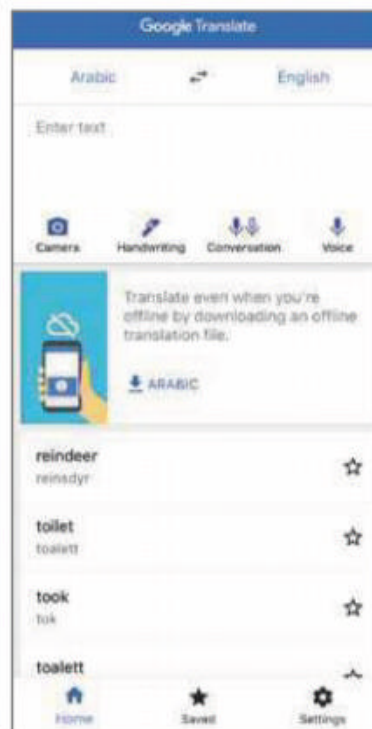 Google Translate
Arabic English
Enter text
Camera Handwriting Conversation Voice
Translate even when you're
offline by downloading an offline
translation file.
ARABIC
reindeer
reinsdyr
toilet
toalett
took
tok
toalett
Home Saved Settings